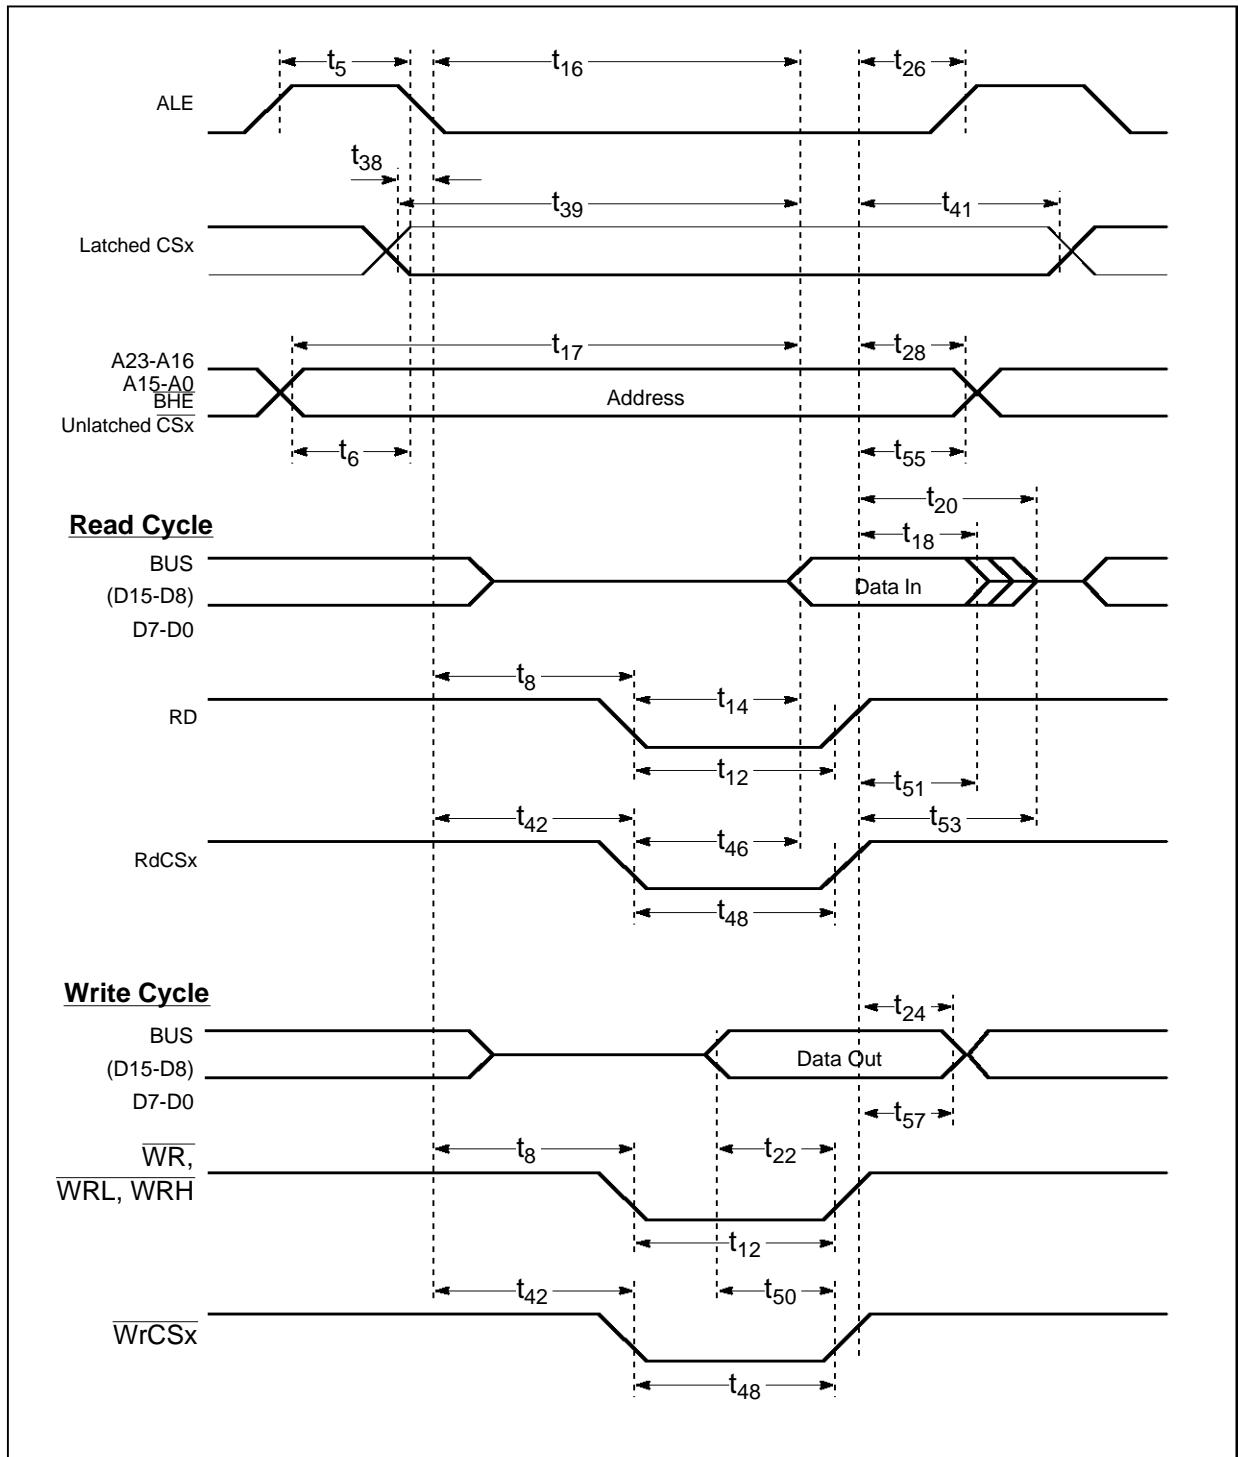 t5 t16 t26
ALE
t38
t39 t41
Latched CSx
t17 t28
A23-A16
A15-A0
BHE
Address
Unlatched CSx
t6 t55
t20
Read Cycle
t18
BUS
(D15-D8)
Data In
D7-D0
t8
t14
RD
t12 t51
t42 t53
t46
RdCSx
t48
Write Cycle
t24
BUS
(D15-D8)
Data Out
D7-D0
t57
WR,
t8 t22
WRL, WRH
t12
t42 t50
WrCSx
t48